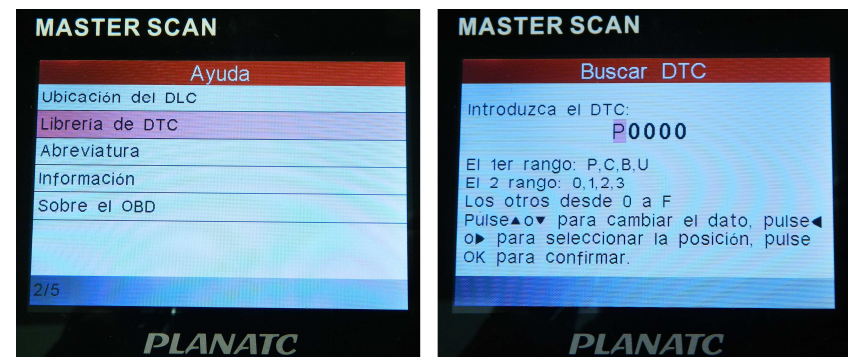 MASTER SCAN
Ayuda
Ubicación del DLC
Librería de DTC
Abreviatura
Información
Sobre el OBD
2/5
PLANATC
MASTER SCAN
Buscar DTC
Introduzca el DTC:
P0000
El 1er rango: P,C,B,U
El 2 rango: 0,1,2,3
Los otros desde 0 a F
Pulse▲o▼ para cambiar el dato, pulse◀
o▶ para seleccionar la posición, pulse
OK para confirmar.
PLANATC